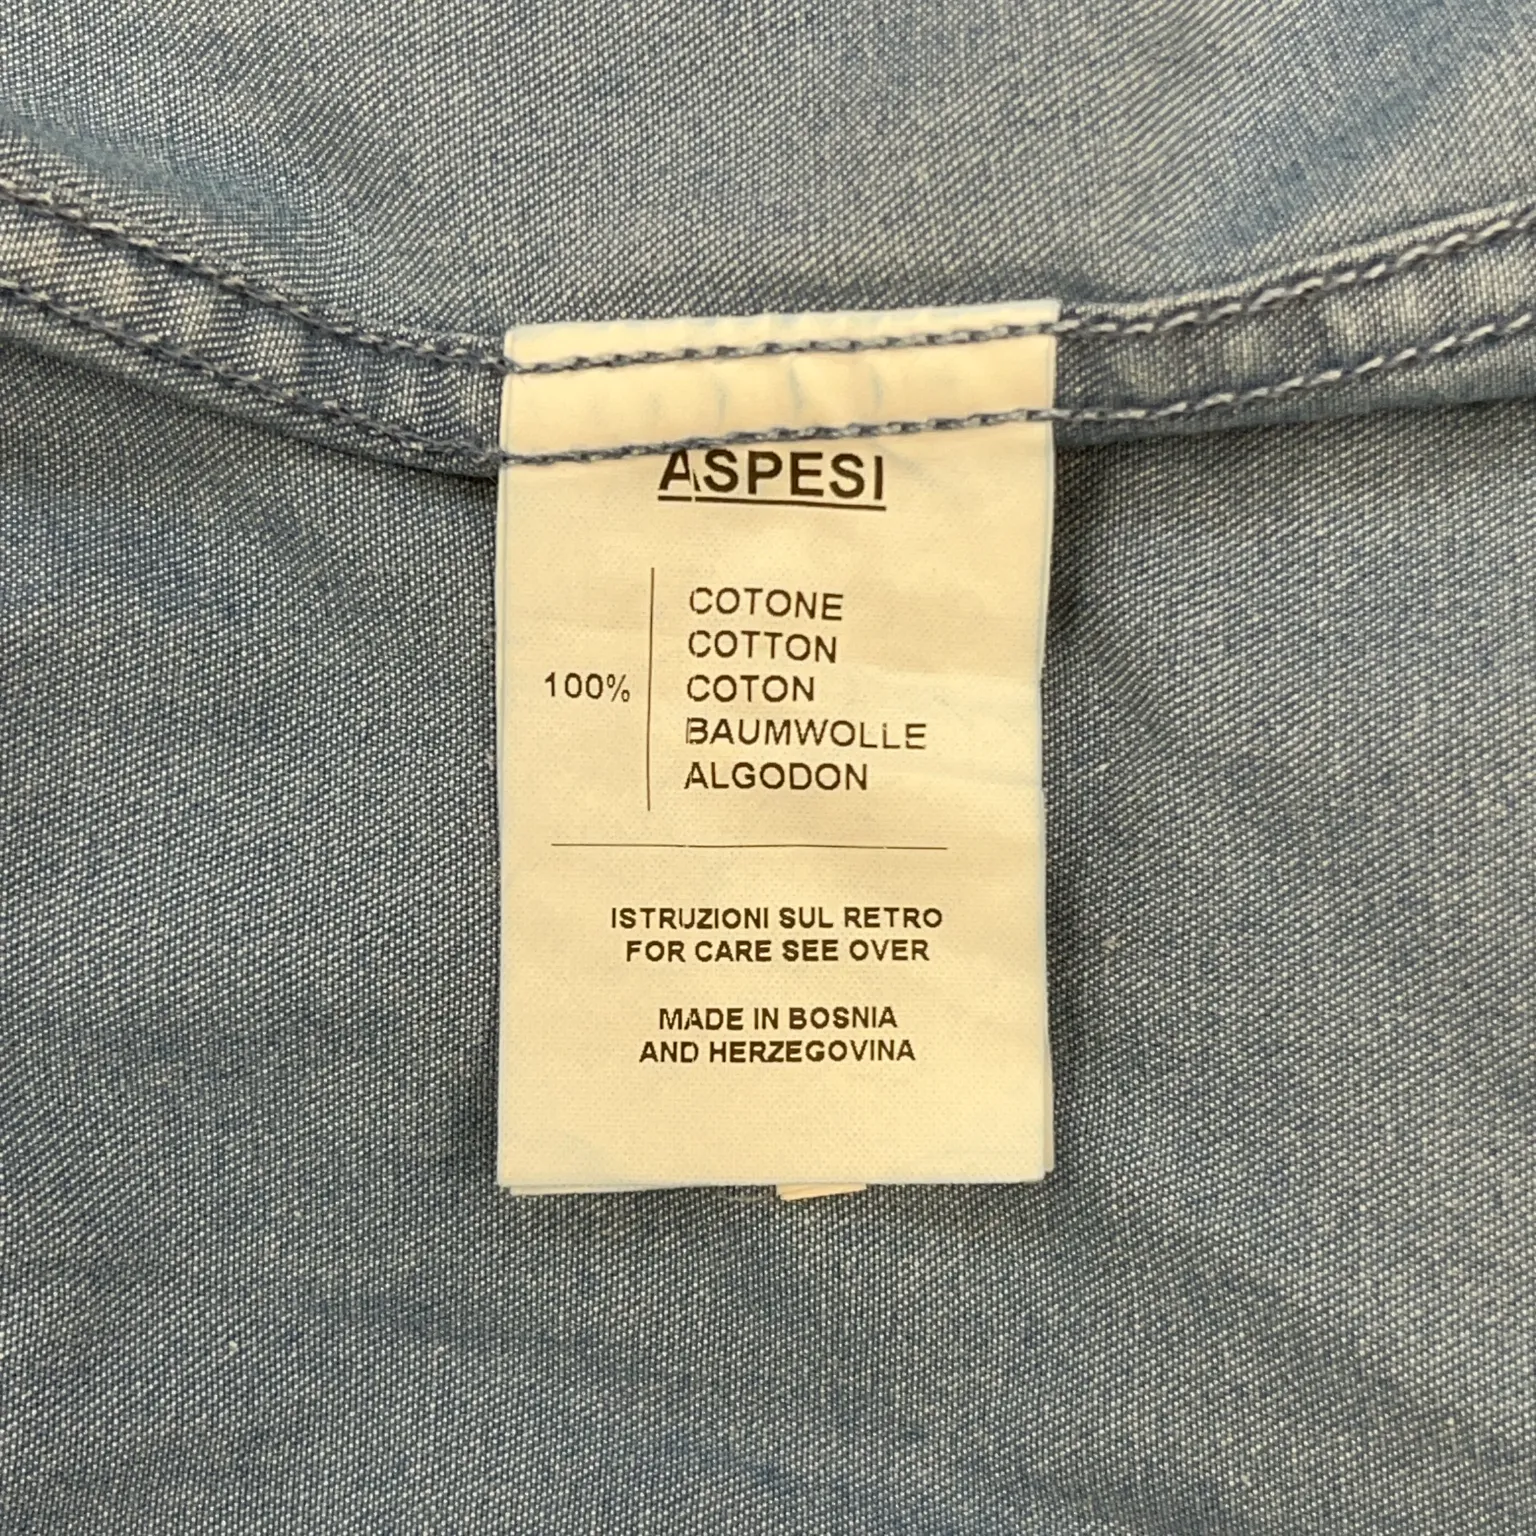 ASPESI
COTONE
COTTON
100%
COTON
BAUMWOLLE
ALGODON
ISTRUZIONI SUL RETRO
FOR CARE SEE OVER
MADE IN BOSNIA
AND HERZEGOVINA